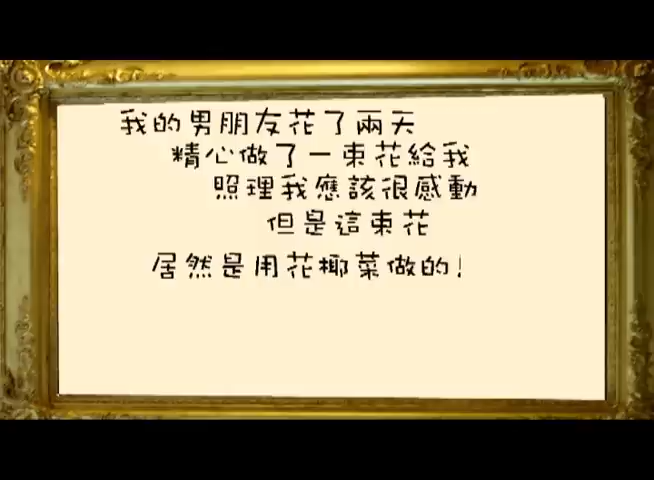 我的男朋友花了兩天
精心做了一束花給我
照理我應該很感動
但是這束花
居然是用花椰菜做的!